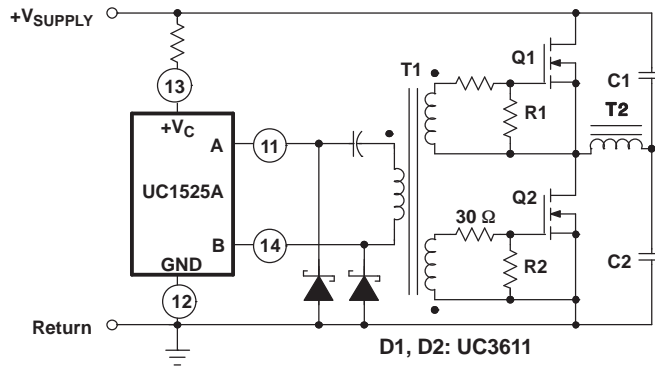 +VSUPPLY
13
Q1
T1
C1
+VC
A
11
R1
T2
UC1525A
Q2
30 Ω
B
14
GND
R2
C2
12
Return
D1, D2: UC3611